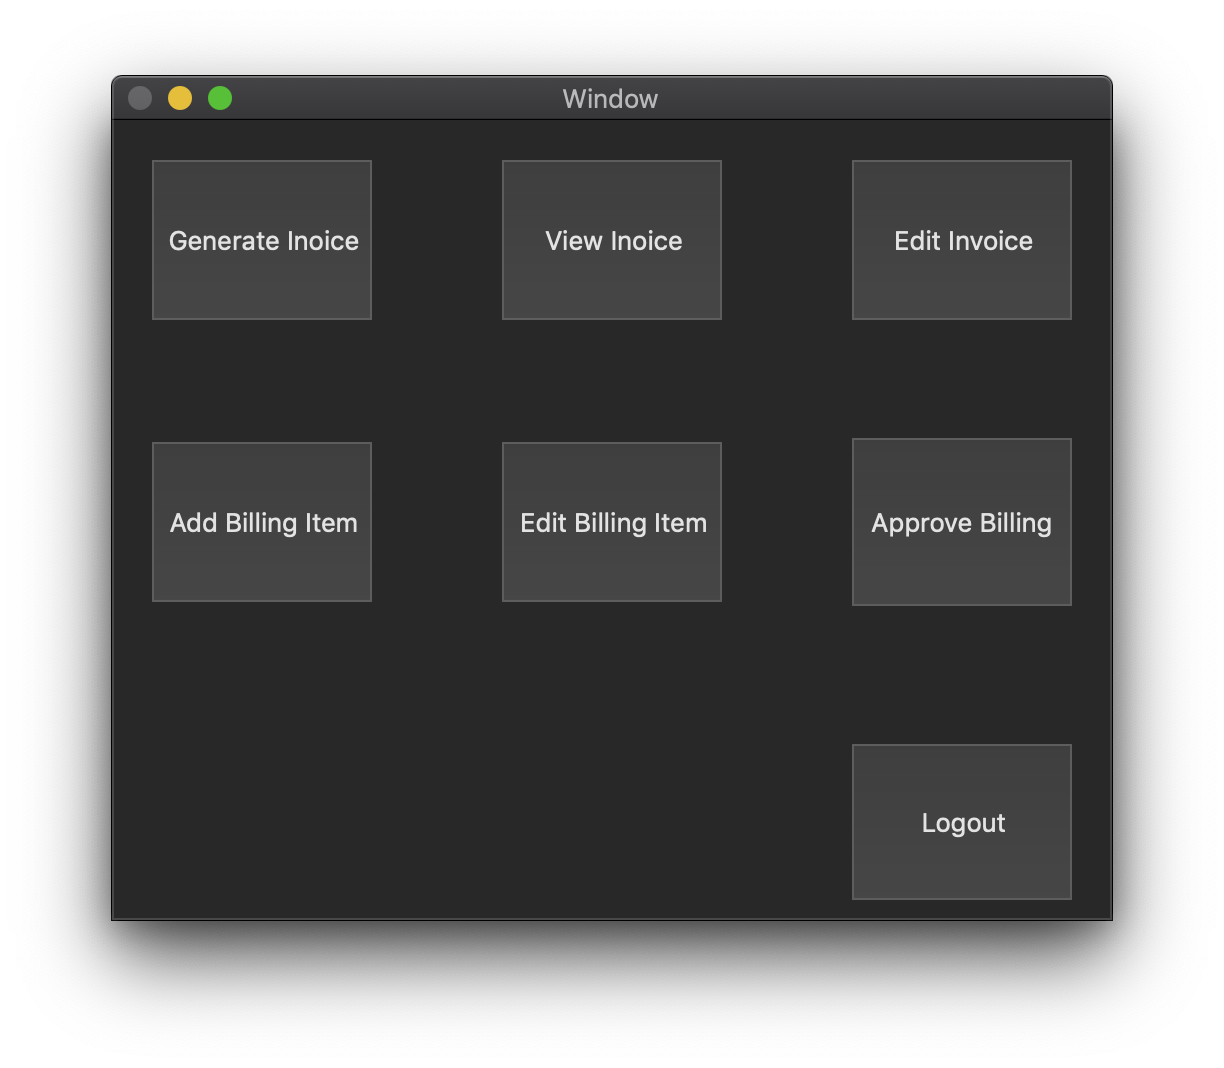 Window
Generate Inoice
View Inoice
Edit Invoice
Add Billing Item
Edit Billing Item
Approve Billing
Logout